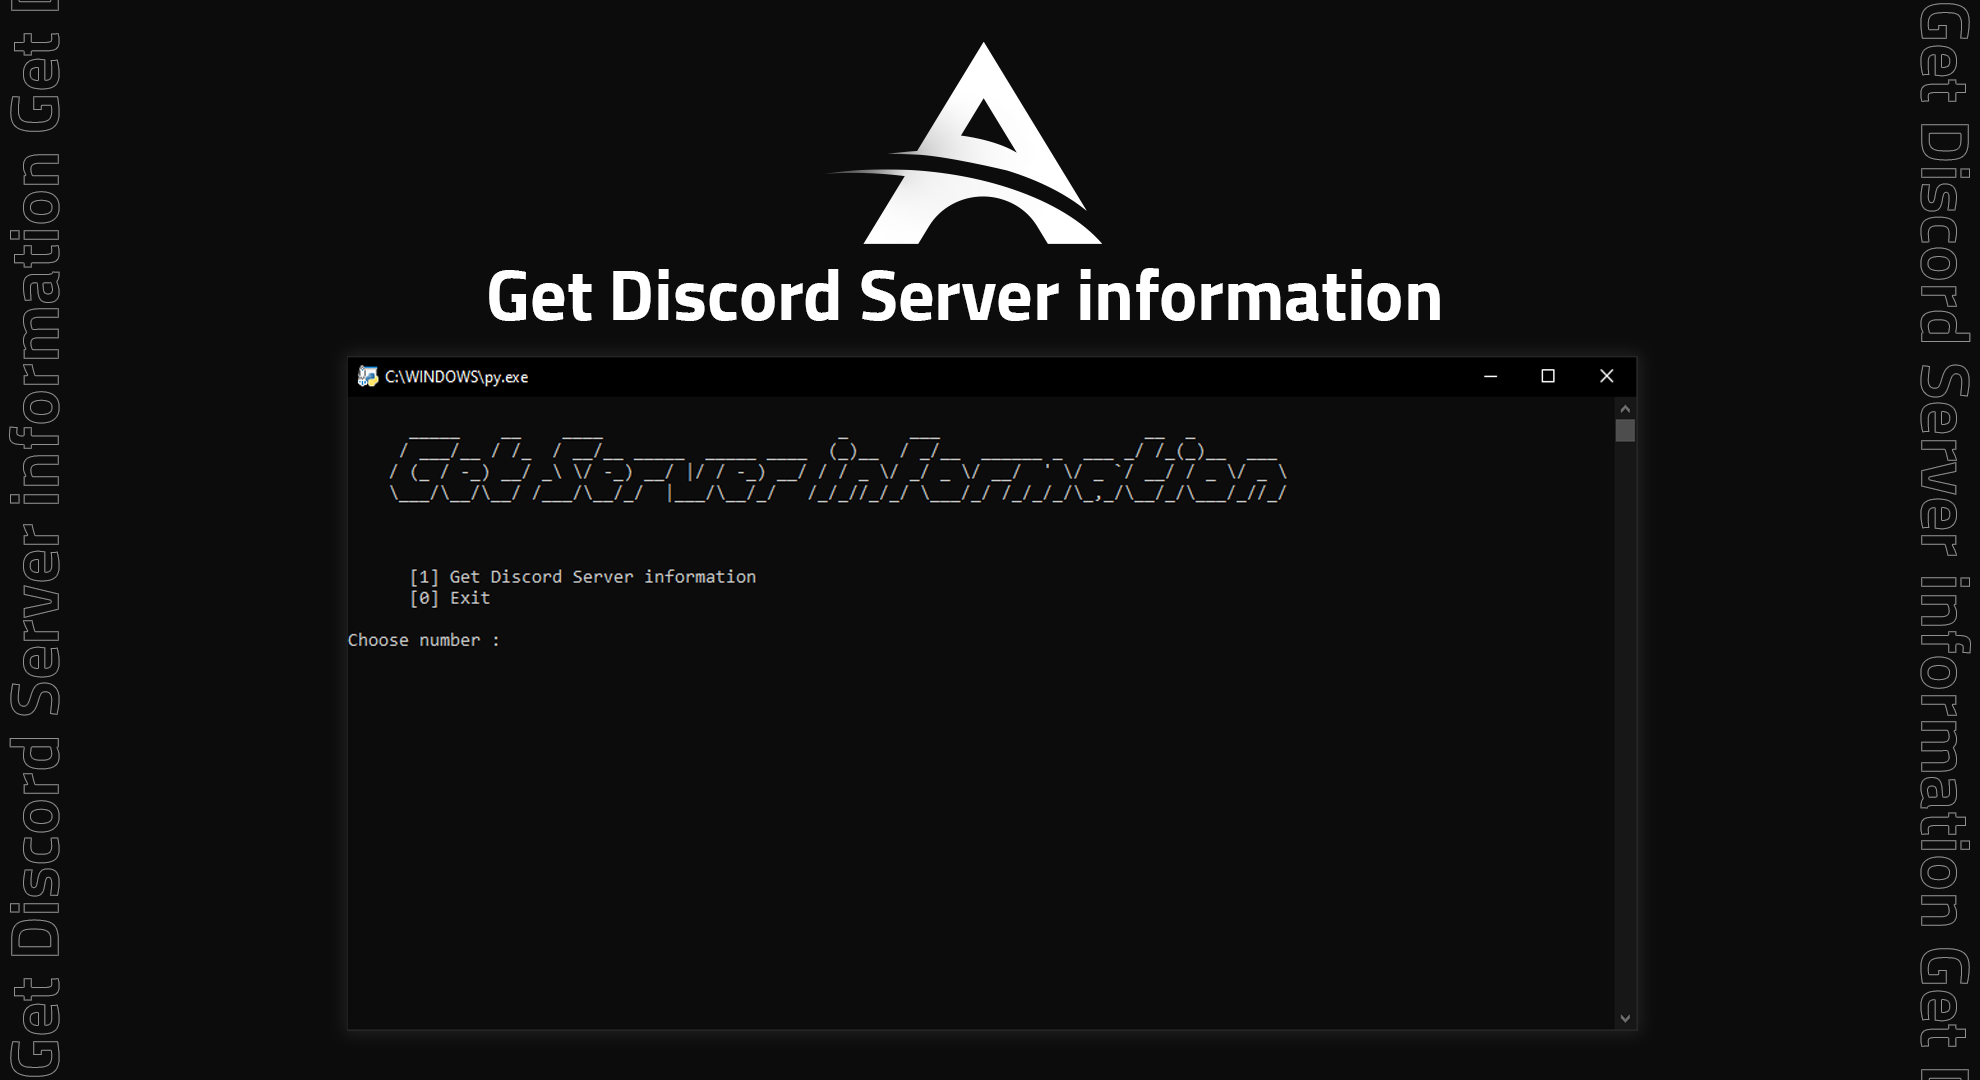 Get Discord Server information
C:\WINDOWS\py.exe
Get Server information
[1] Get Discord Server information
[0] Exit
Choose number :
Get Discord Server information Get
Get Discord Server information Get